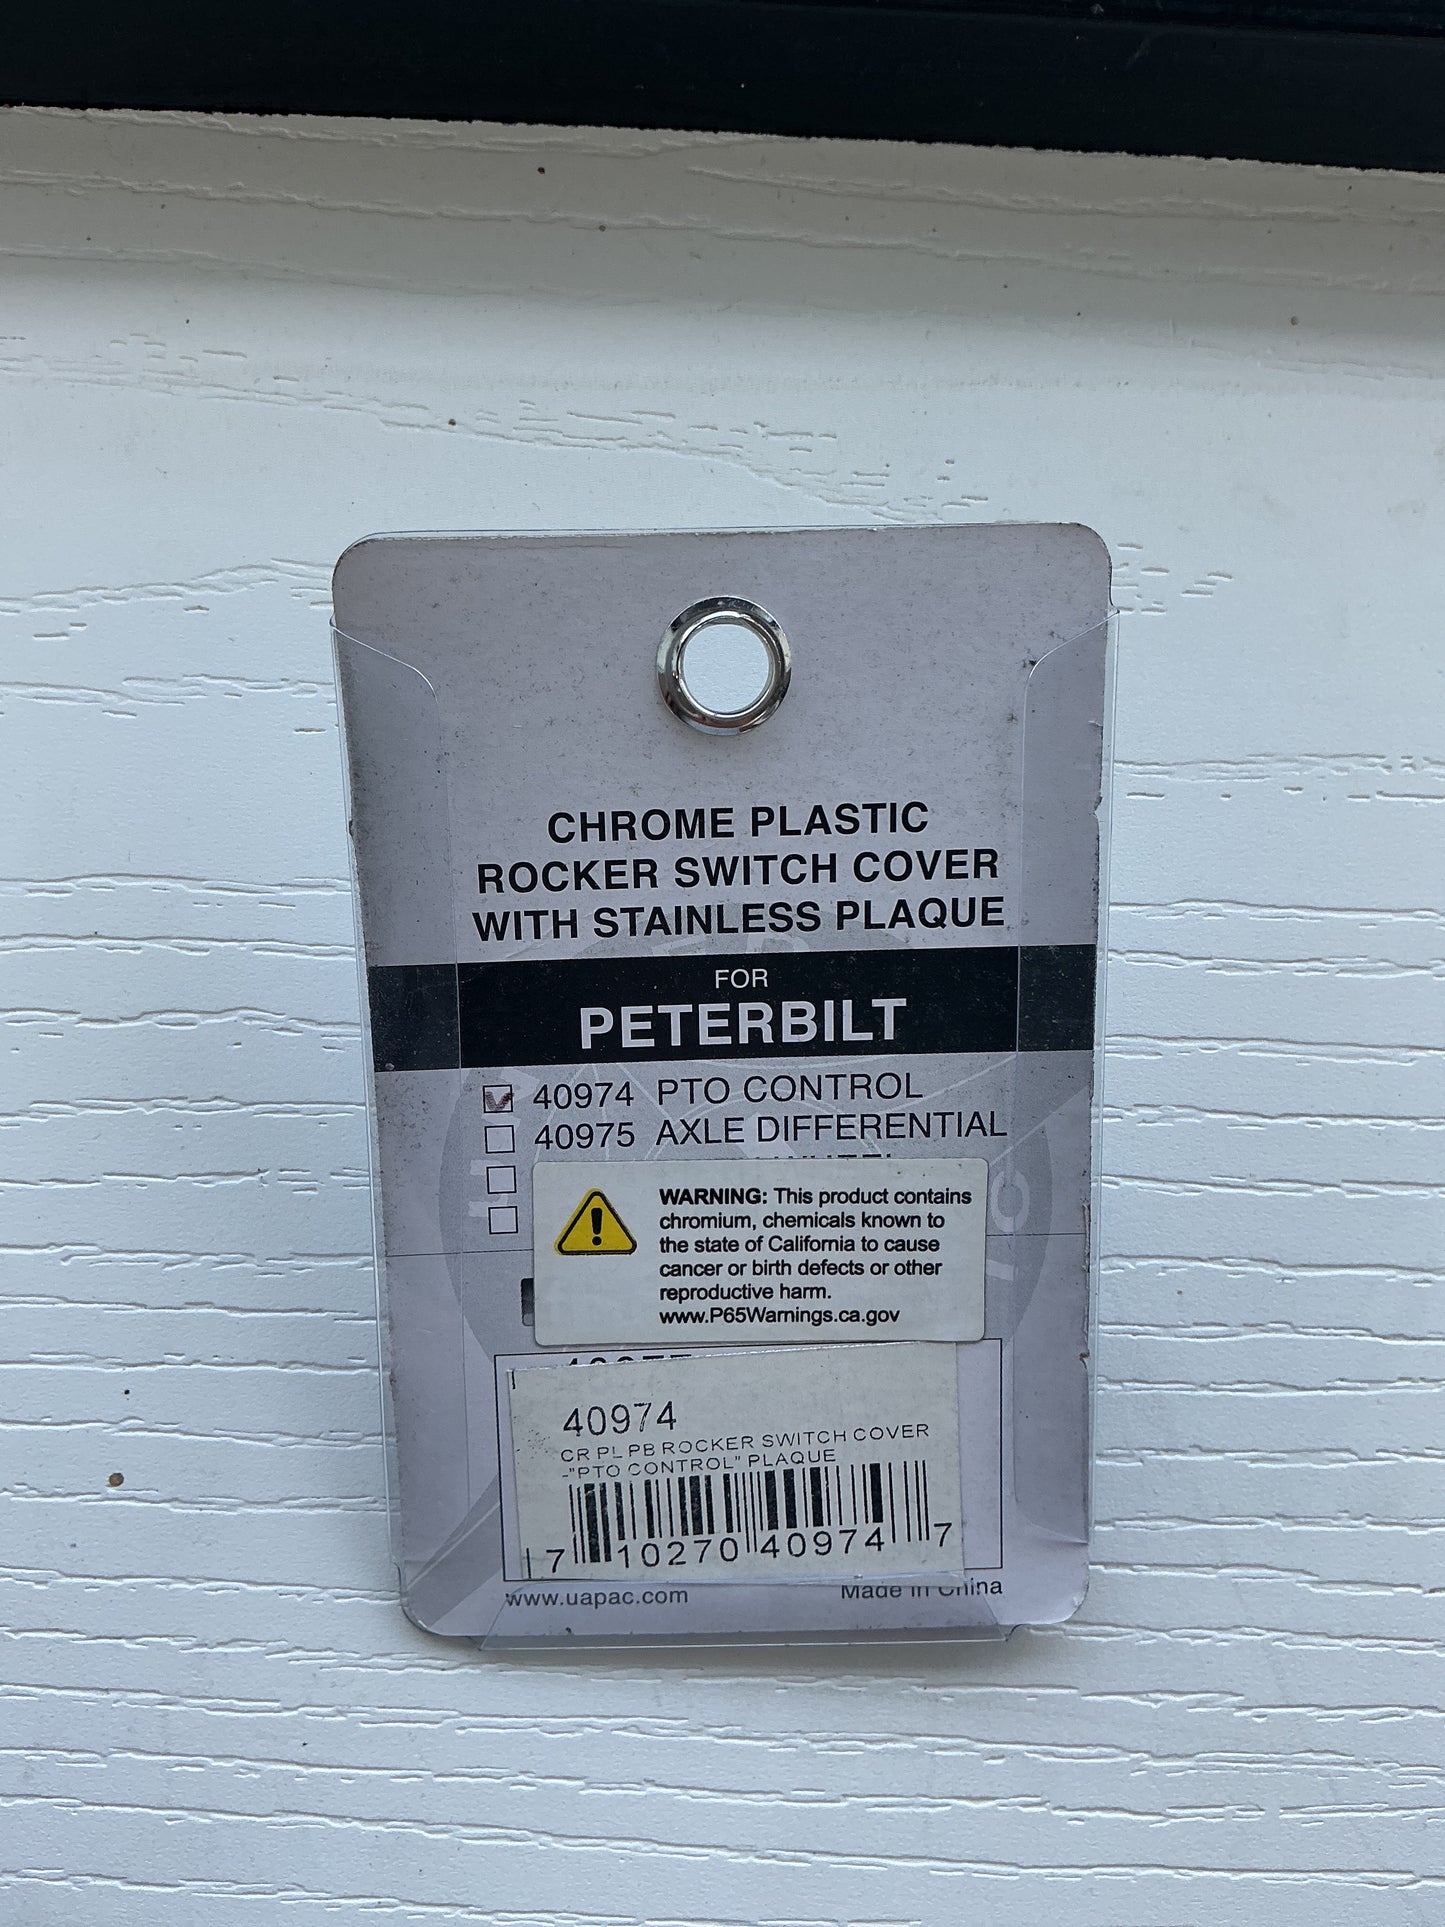 CHROME PLASTIC
ROCKER SWITCH COVER
WITH STAINLESS PLAQUE
FOR
PETERBILT
40974 PTO CONTROL
40975 AXLE DIFFERENTIAL
WARNING: This product contains
chromium, chemicals known to
the state of California to cause
cancer or birth defects or other
reproductive harm.
www.P65Warnings.ca.gov
40974
CR PL PB ROCKER SWITCH COVER
-"PTO CONTROL" PLAQUE
7 10270 40974 7
www.uapac.com
Made in China